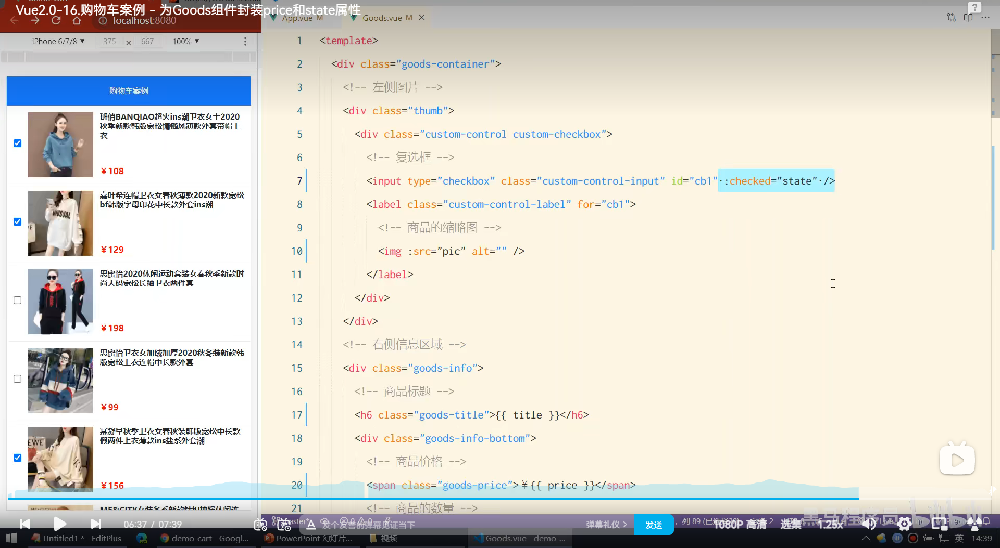 Vue2.0-16.购物车案例 - 为Goods组件封装price和state属性
localhost:8080
App.vue M
Goods.vue M
iPhone 6/7/8 ▼ 375 × 667 100% ▼
购物车案例
班俏BANQIAO超火ins潮卫衣女士2020
秋季新款韩版宽松慵懒风薄款外套带帽上
衣
¥108
嘉叶希连帽卫衣女春秋薄款2020新款宽松
bf韩版字母印花中长款外套ins潮
¥129
思蜜怡2020休闲运动套装女春秋季新款时
尚大码宽松长袖卫衣两件套
¥198
思蜜怡卫衣女加绒加厚2020秋冬装新款韩
版宽松上衣连帽中长款外套
¥99
幂凝早秋季卫衣女春秋装韩版宽松中长款
假两件上衣薄款ins盐系外套潮
¥156
1 <template>
2 <div class="goods-container">
3 <!-- 左侧图片 -->
4 <div class="thumb">
5 <div class="custom-control custom-checkbox">
6 <!-- 复选框 -->
7 <input type="checkbox" class="custom-control-input" id="cb1" :checked="state" />
8 <label class="custom-control-label" for="cb1">
9 <!-- 商品的缩略图 -->
10 <img :src="pic" alt="" />
11 </label>
12 </div>
13 </div>
14 <!-- 右侧信息区域 -->
15 <div class="goods-info">
16 <!-- 商品标题 -->
17 <h6 class="goods-title">{{ title }}</h6>
18 <div class="goods-info-bottom">
19 <!-- 商品价格 -->
20 <span class="goods-price">¥{{ price }}</span>
21 <!-- 商品的数量 -->
06:37 / 07:39
发个友善的弹幕见证当下
弹幕礼仪 >
发送
1080P 高清
选集
1.25x
Untitled1 * - EditPlus
demo-cart - Googl...
PowerPoint 幻灯片...
视频
Goods.vue - demo-...
英
14:39